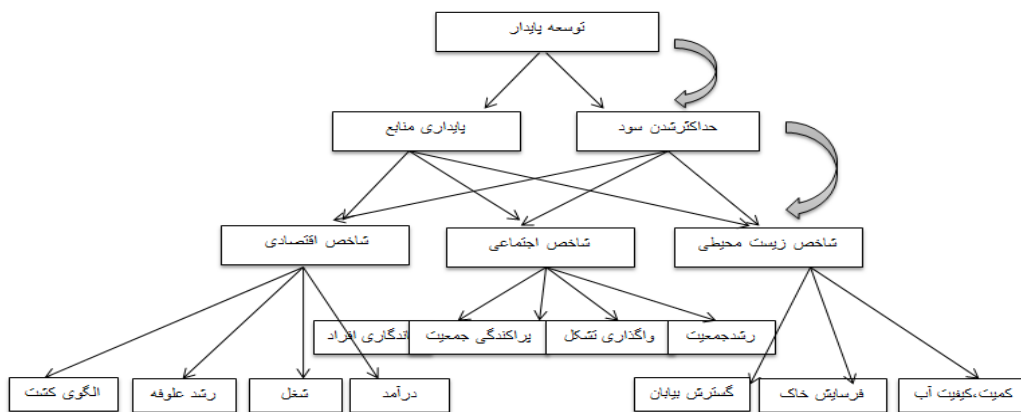 توسعه پایدار
حداکثرشدن سود
پایداری منابع
شاخص زیست محیطی
شاخص اجتماعی
شاخص اقتصادی
رشدجمعیت
واگذاری تشکل
پراکندگی جمعیت
افراد
کمیت،کیفیت آب
فرسایش خاک
گسترش بیابان
درآمد
شغل
رشد علوفه
الگوی کشت